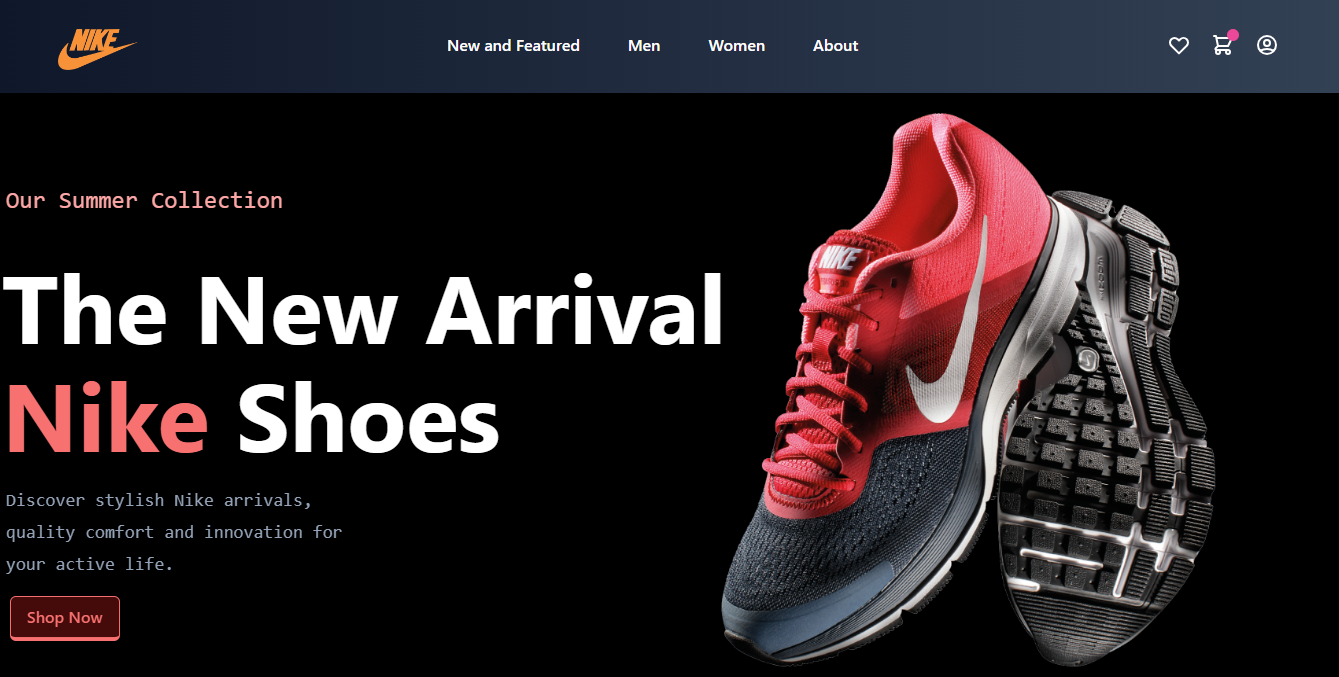 NIKE
New and Featured
Men
Women
About
Our Summer Collection
The New Arrival
Nike Shoes
Discover stylish Nike arrivals,
quality comfort and innovation for
your active life.
Shop Now
NIKE